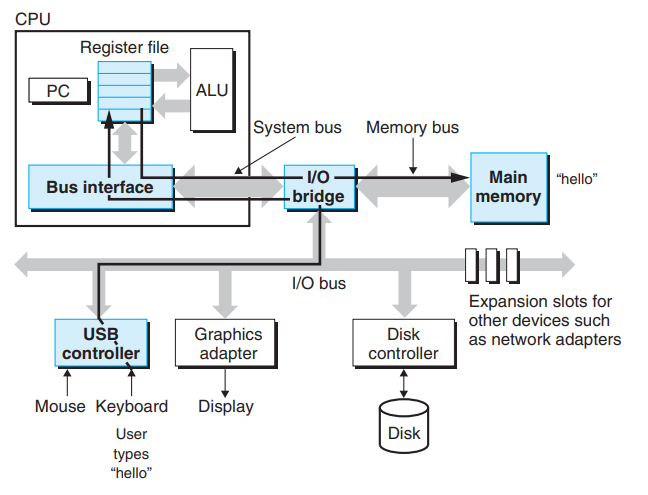 CPU
Register file
PC
ALU
System bus
Memory bus
Bus interface
I/O
bridge
Main
memory
"hello"
I/O bus
Expansion slots for
other devices such
as network adapters
USB
controller
Graphics
adapter
Disk
controller
Mouse
Keyboard
Display
Disk
User
types
"hello"